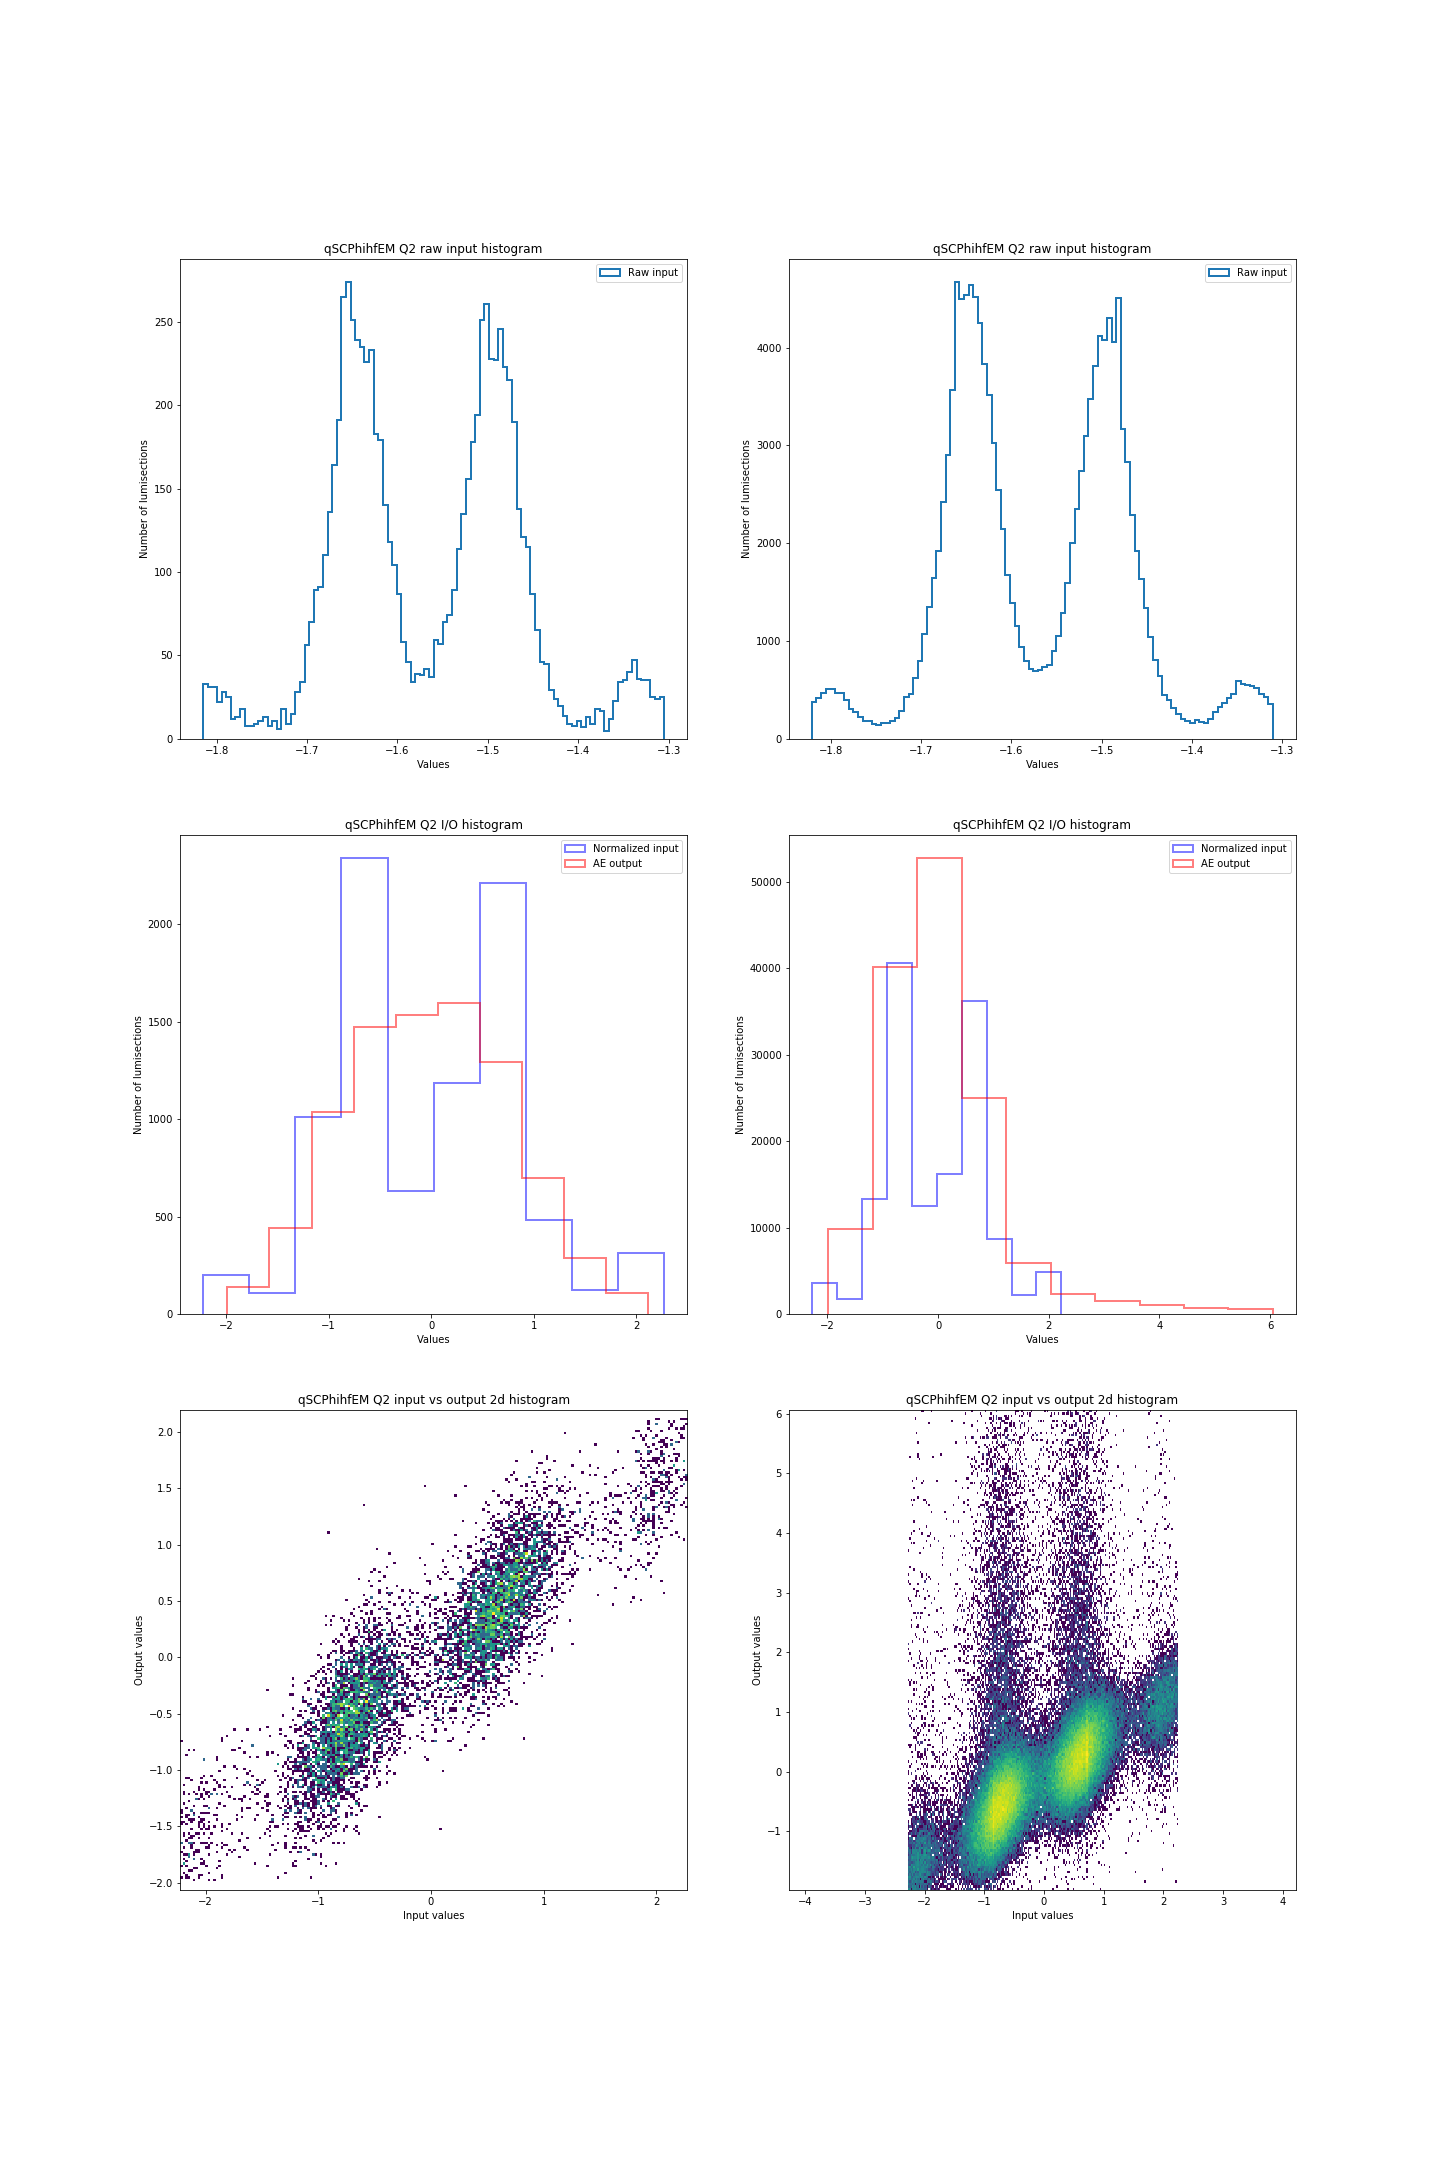 qSCPhihfEM Q2 raw input histogram
Raw input
Number of lumisections
250
200
150
100
50
0
−1.8 −1.7 −1.6 −1.5 −1.4 −1.3
Values
qSCPhihfEM Q2 raw input histogram
Raw input
Number of lumisections
4000
3000
2000
1000
0
−1.8 −1.7 −1.6 −1.5 −1.4 −1.3
Values
qSCPhihfEM Q2 I/O histogram
Normalized input
AE output
Number of lumisections
2000
1500
1000
500
0
−2 −1 0 1 2
Values
qSCPhihfEM Q2 I/O histogram
Normalized input
AE output
Number of lumisections
50000
40000
30000
20000
10000
0
−2 0 2 4 6
Values
qSCPhihfEM Q2 input vs output 2d histogram
Output values
2.0
1.5
1.0
0.5
0.0
−0.5
−1.0
−1.5
−2.0
−2 −1 0 1 2
Input values
qSCPhihfEM Q2 input vs output 2d histogram
Output values
6
5
4
3
2
1
0
−1
−4 −3 −2 −1 0 1 2 3 4
Input values